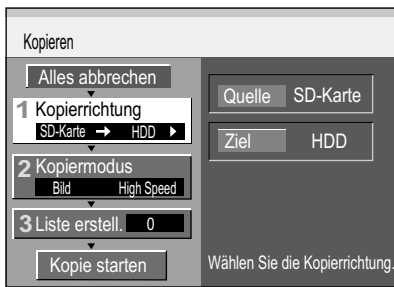 Kopieren
Alles abbrechen
1 Kopierrichtung
SD-Karte → HDD
2 Kopiermodus
Bild High Speed
3 Liste erstell. 0
Kopie starten
Quelle SD-Karte
Ziel HDD
Wählen Sie die Kopierrichtung.